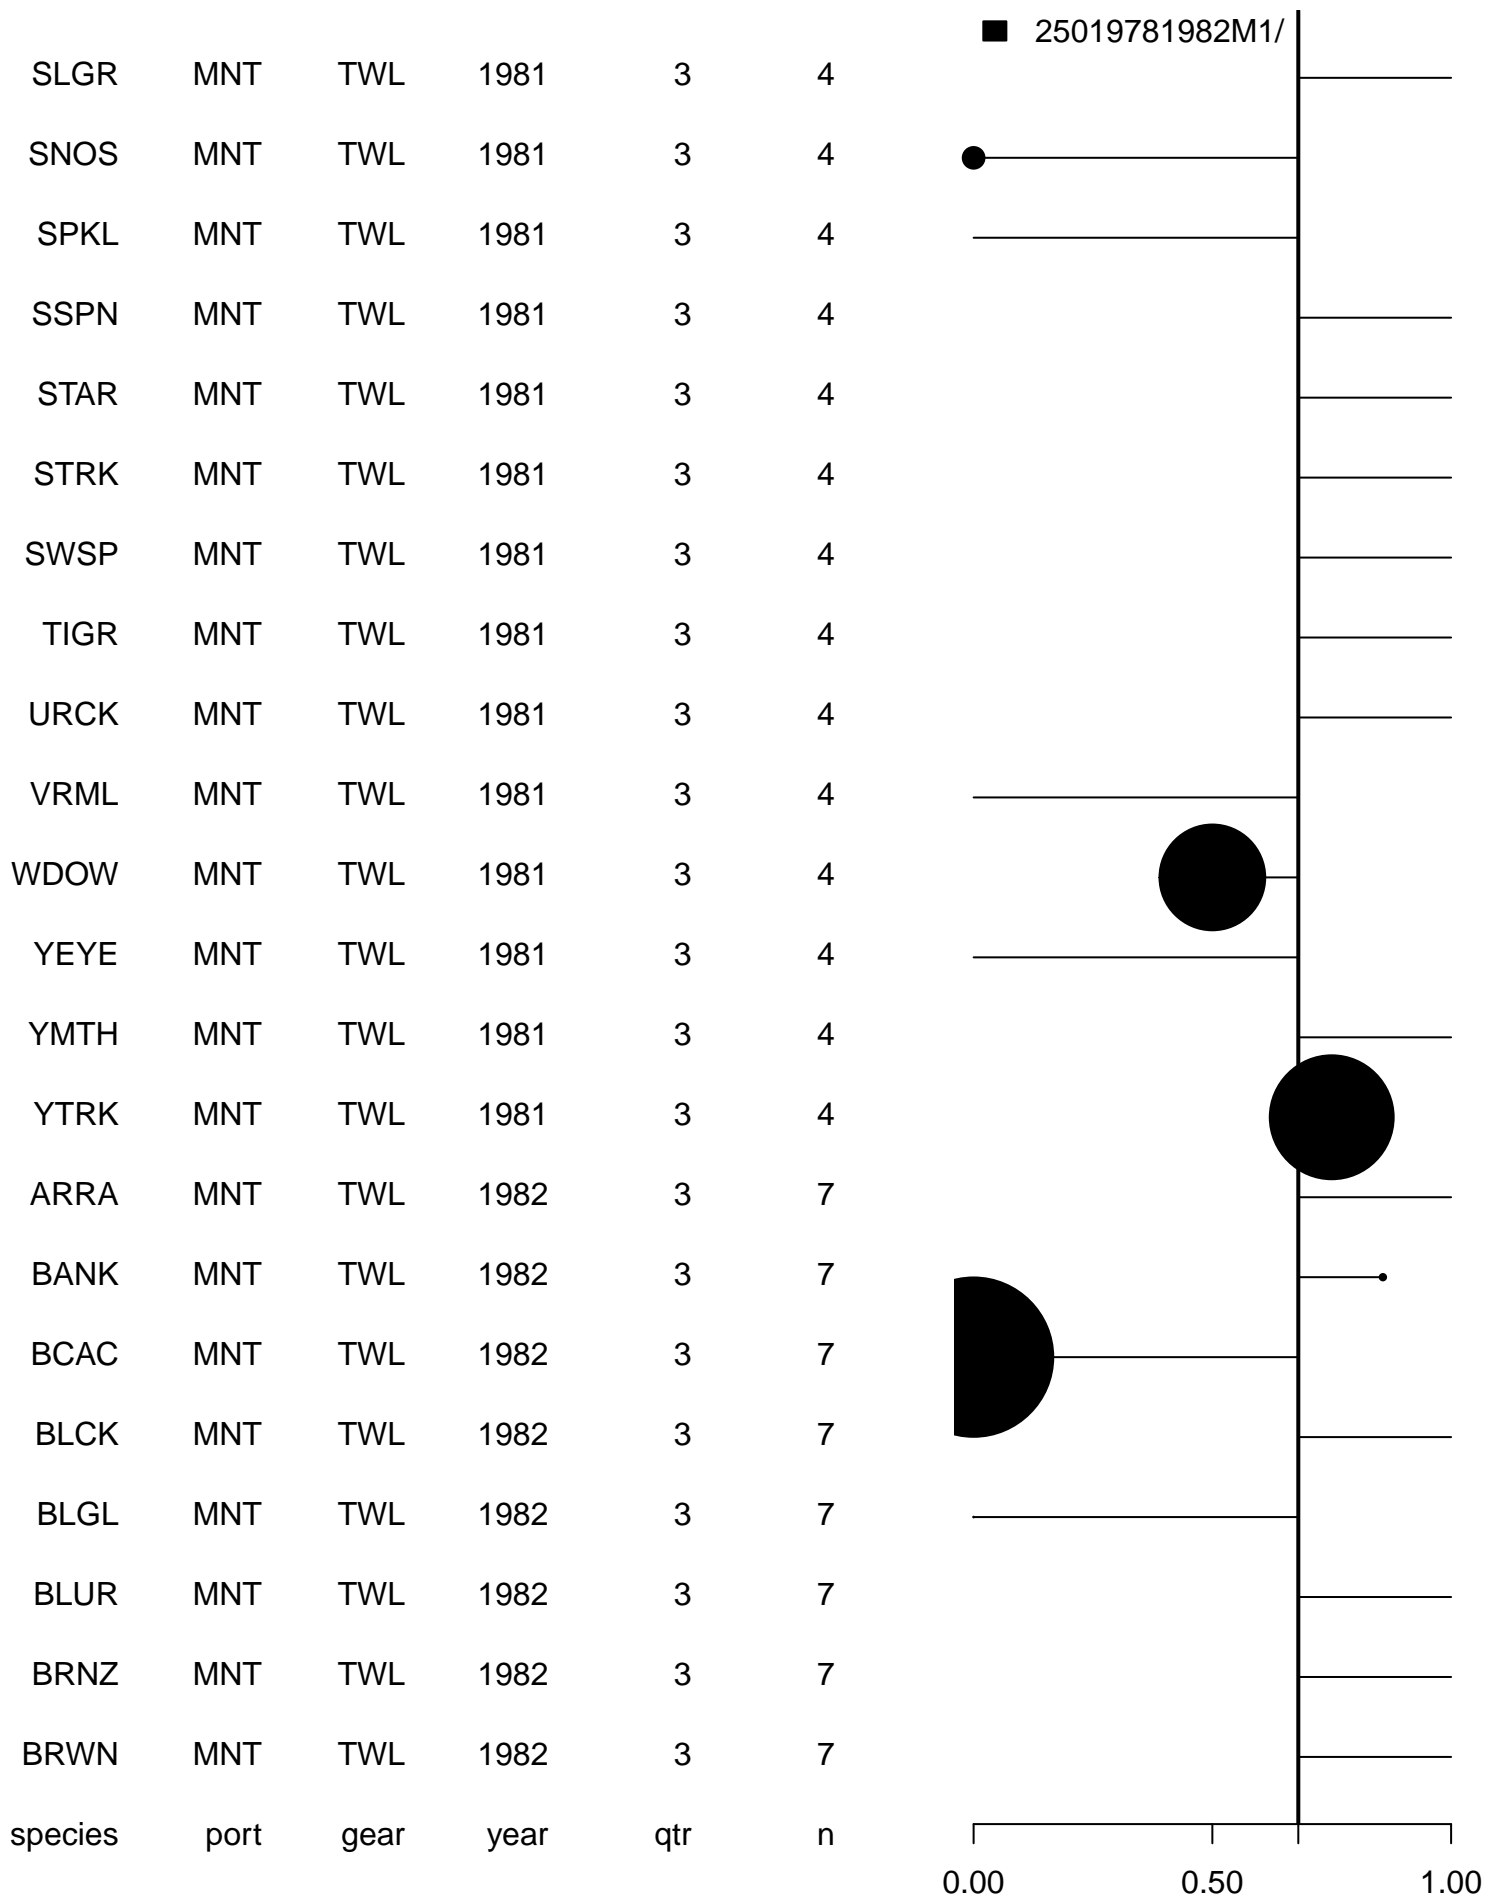 25019781982M1/
SLGR MNT TWL 1981 3 4
SNOS MNT TWL 1981 3 4
SPKL MNT TWL 1981 3 4
SSPN MNT TWL 1981 3 4
STAR MNT TWL 1981 3 4
STRK MNT TWL 1981 3 4
SWSP MNT TWL 1981 3 4
TIGR MNT TWL 1981 3 4
URCK MNT TWL 1981 3 4
VRML MNT TWL 1981 3 4
WDOW MNT TWL 1981 3 4
YEYE MNT TWL 1981 3 4
YMTH MNT TWL 1981 3 4
YTRK MNT TWL 1981 3 4
ARRA MNT TWL 1982 3 7
BANK MNT TWL 1982 3 7
BCAC MNT TWL 1982 3 7
BLCK MNT TWL 1982 3 7
BLGL MNT TWL 1982 3 7
BLUR MNT TWL 1982 3 7
BRNZ MNT TWL 1982 3 7
BRWN MNT TWL 1982 3 7
species port gear year qtr n
0.00 0.50 1.00